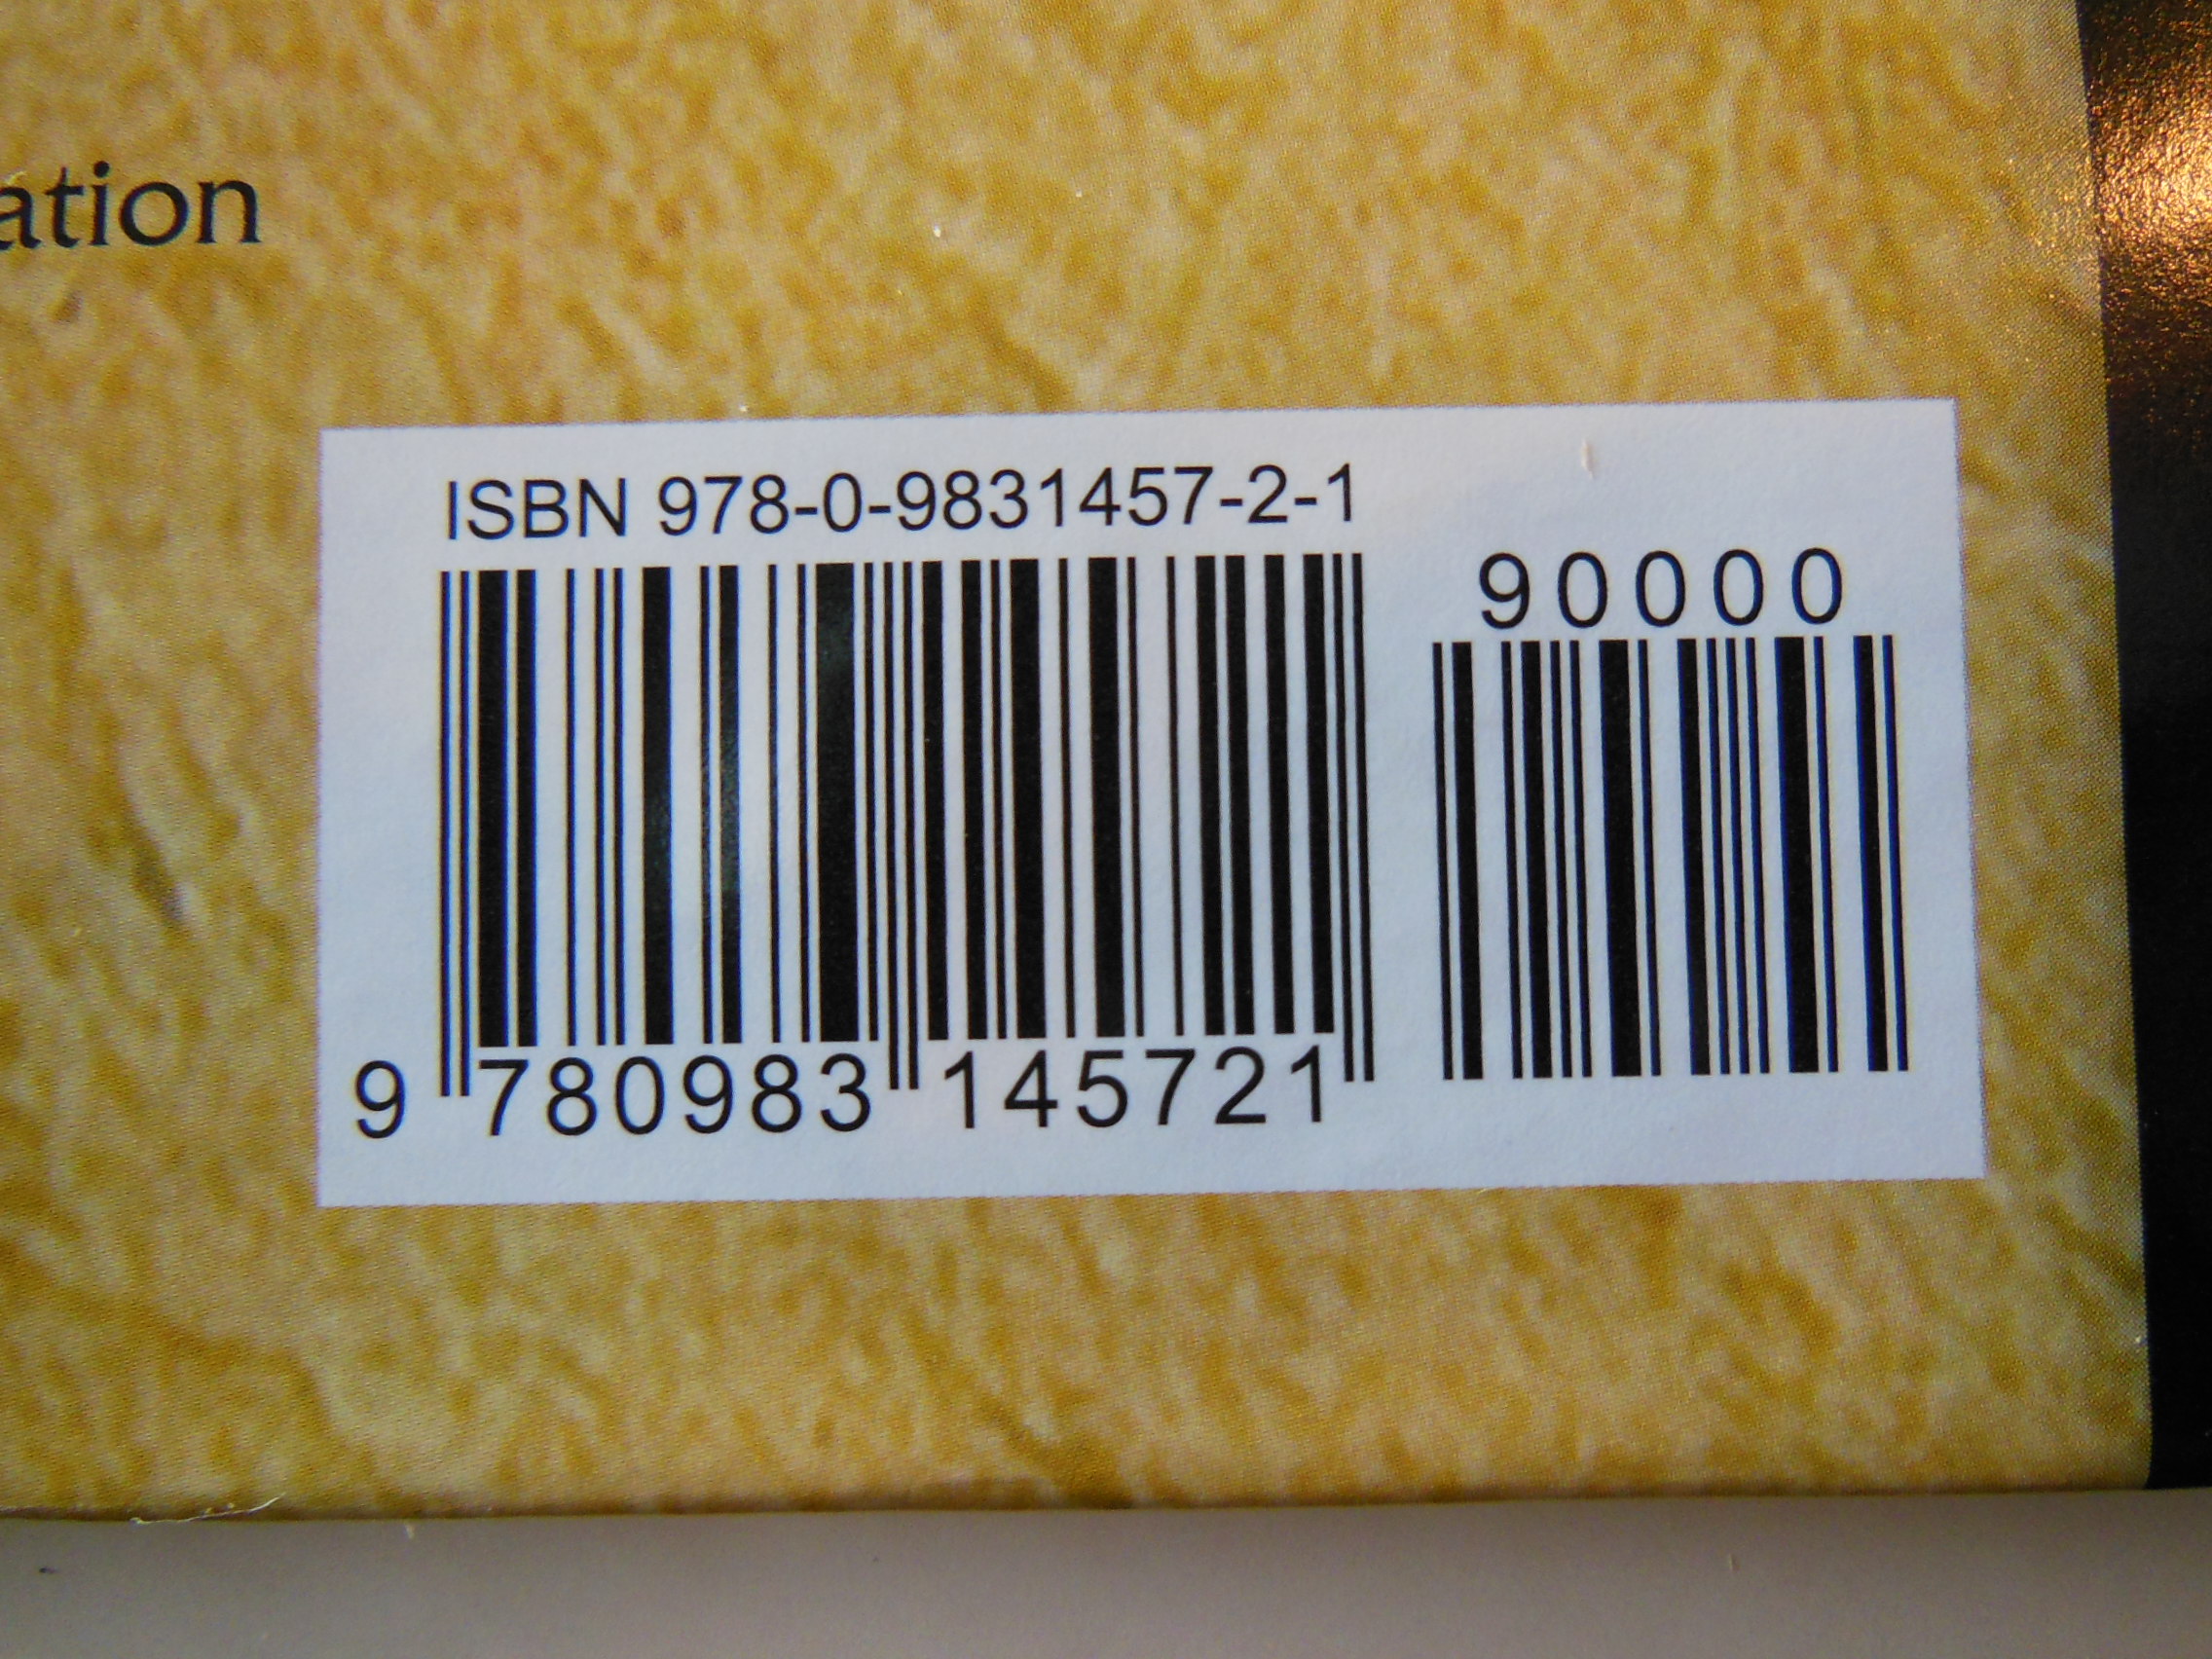 ation
ISBN 978-0-9831457-2-1
90000
9 780983 145721